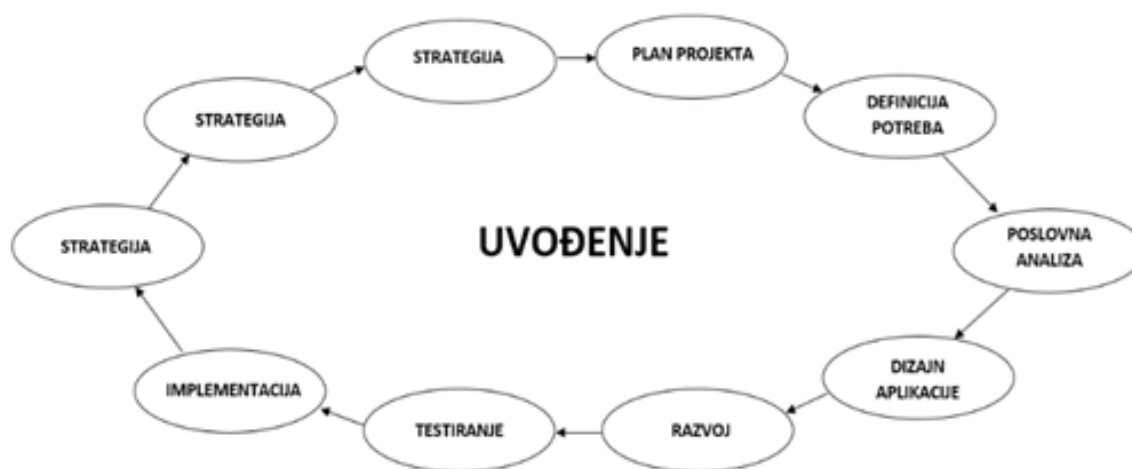 STRATEGIJA
PLAN PROJEKTA
DEFINICIJA
POTREBA
POSLOVNA
ANALIZA
DIZAJN
APLIKACIJE
RAZVOJ
TESTIRANJE
IMPLEMENTACIJA
STRATEGIJA
STRATEGIJA
UVOĐENJE